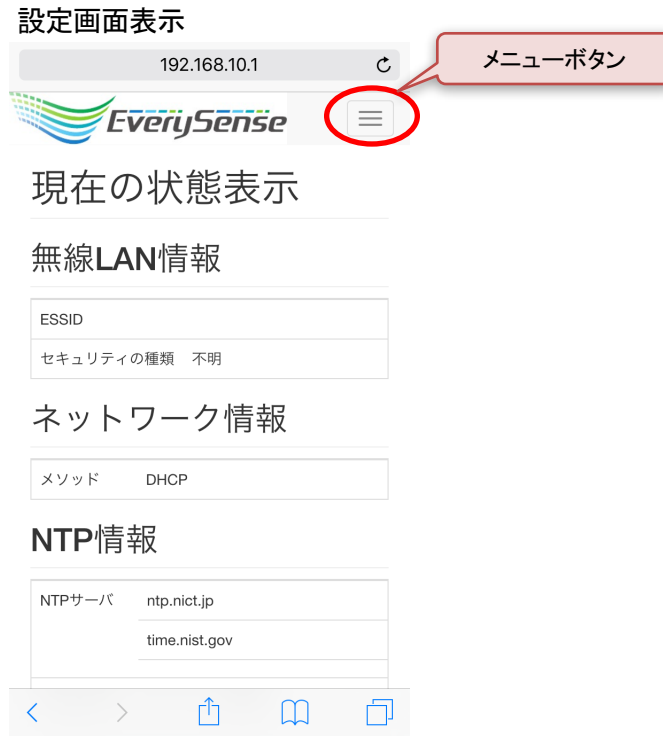 設定画面表示
192.168.10.1
メニューボタン
EverySense
現在の状態表示
無線LAN情報
ESSID
セキュリティの種類 不明
ネットワーク情報
メソッド DHCP
NTP情報
NTPサーバ ntp.nict.jp
time.nist.gov